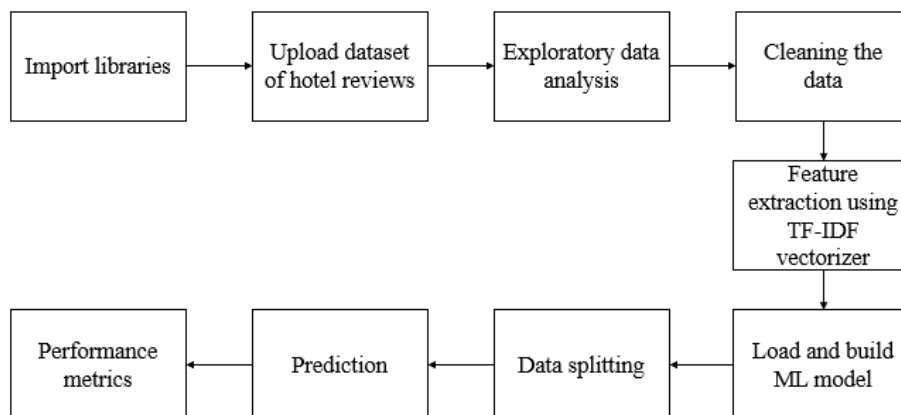 Import libraries
Upload dataset
of hotel reviews
Exploratory data
analysis
Cleaning the
data
Feature
extraction using
TF-IDF
vectorizer
Load and build
ML model
Data splitting
Prediction
Performance
metrics